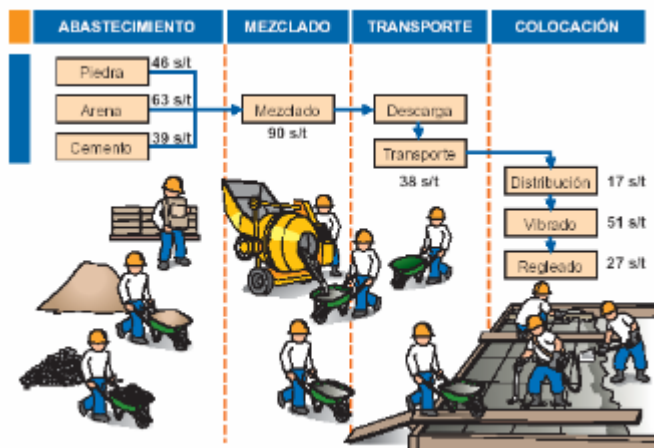 ABASTECIMIENTO MEZCLADO TRANSPORTE COLOCACIÓN
Piedra 46 s/t
Arena 63 s/t
Cemento 39 s/t
Mezclado
90 s/t
Descarga
Transporte
38 s/t
Distribución 17 s/t
Vibrado 51 s/t
Regleado 27 s/t